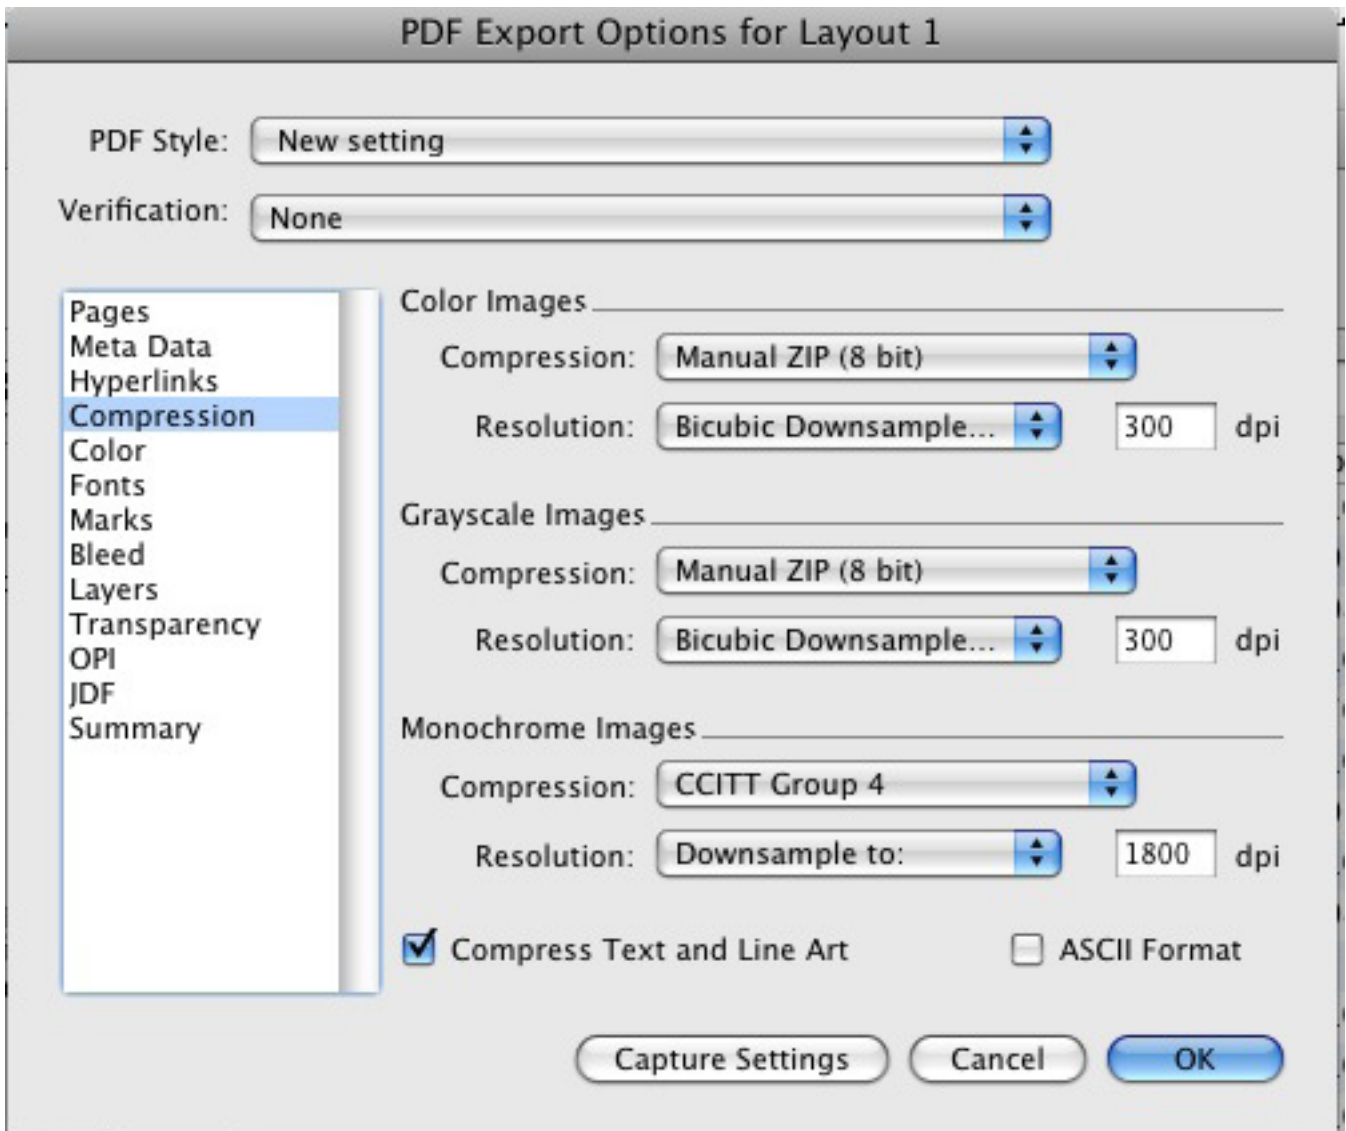 PDF Export Options for Layout 1
PDF Style: New setting
Verification: None
Pages
Meta Data
Hyperlinks
Compression
Color
Fonts
Marks
Bleed
Layers
Transparency
OPI
JDF
Summary
Color Images
Compression: Manual ZIP (8 bit)
Resolution: Bicubic Downsample... 300 dpi
Grayscale Images
Compression: Manual ZIP (8 bit)
Resolution: Bicubic Downsample... 300 dpi
Monochrome Images
Compression: CCITT Group 4
Resolution: Downsample to: 1800 dpi
Compress Text and Line Art ASCII Format
Capture Settings Cancel OK